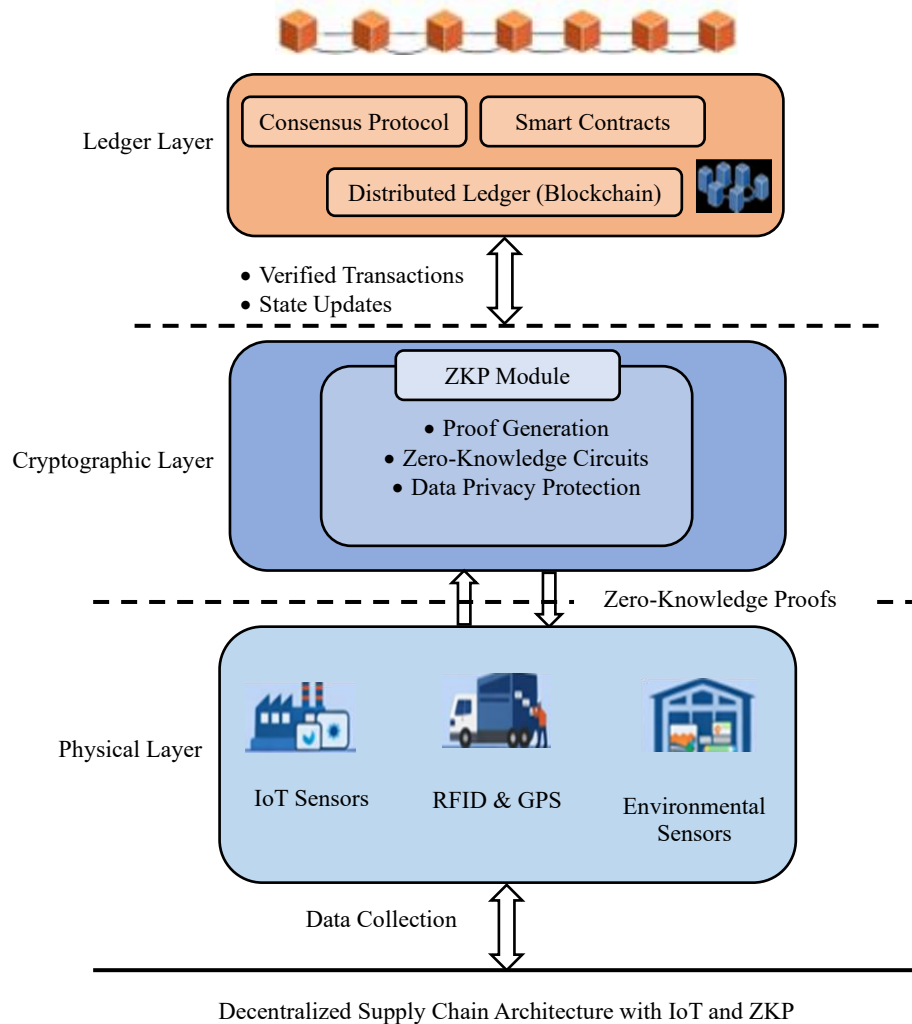 Consensus Protocol
Smart Contracts
Ledger Layer
Distributed Ledger (Blockchain)
• Verified Transactions
• State Updates
ZKP Module
• Proof Generation
• Zero-Knowledge Circuits
• Data Privacy Protection
Cryptographic Layer
Zero-Knowledge Proofs
Physical Layer
IoT Sensors
RFID & GPS
Environmental
Sensors
Data Collection
Decentralized Supply Chain Architecture with IoT and ZKP